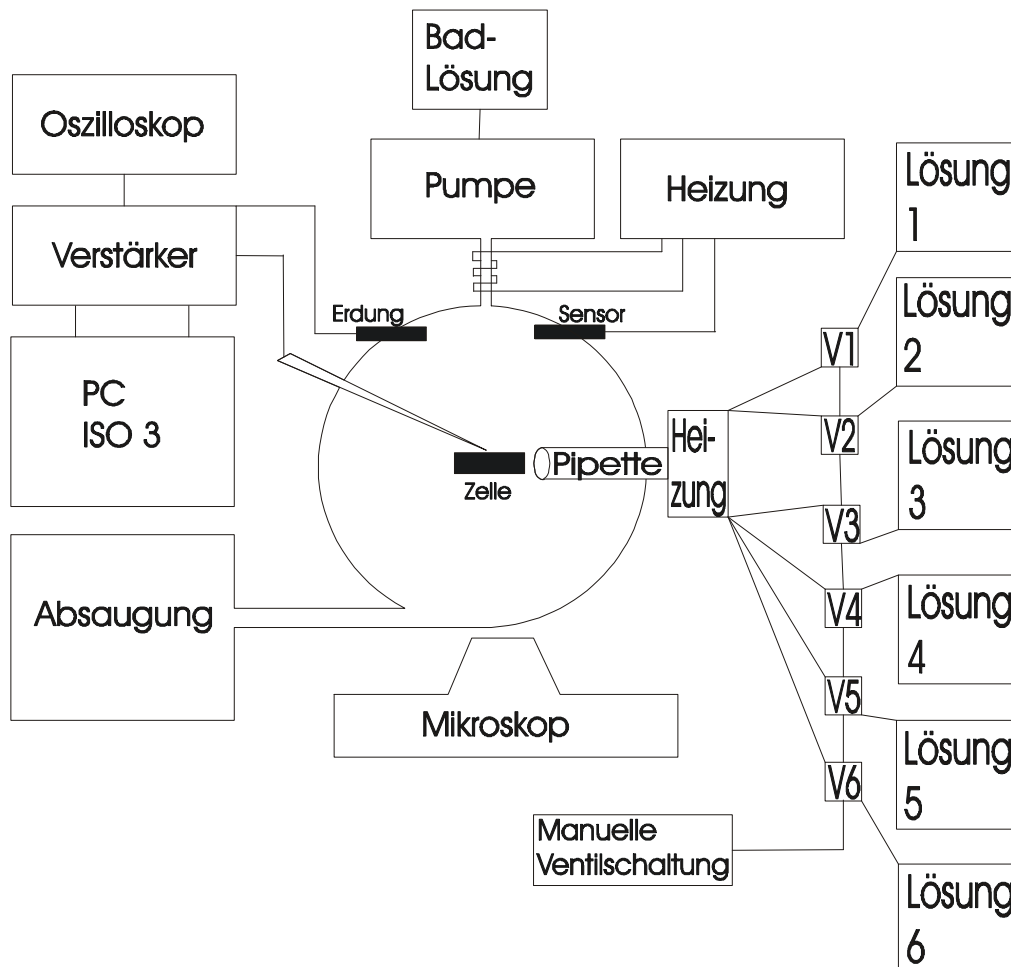 Bad-
Lösung
Oszilloskop
Pumpe
Heizung
Lösung
1
Verstärker
Erdung
Sensor
Lösung
2
V1
PC
ISO 3
V2
Hei-
zung
Pipette
Zelle
Lösung
3
V3
Absaugung
V4
Lösung
4
V5
Mikroskop
Lösung
5
V6
Manuelle
Ventilschaltung
Lösung
6